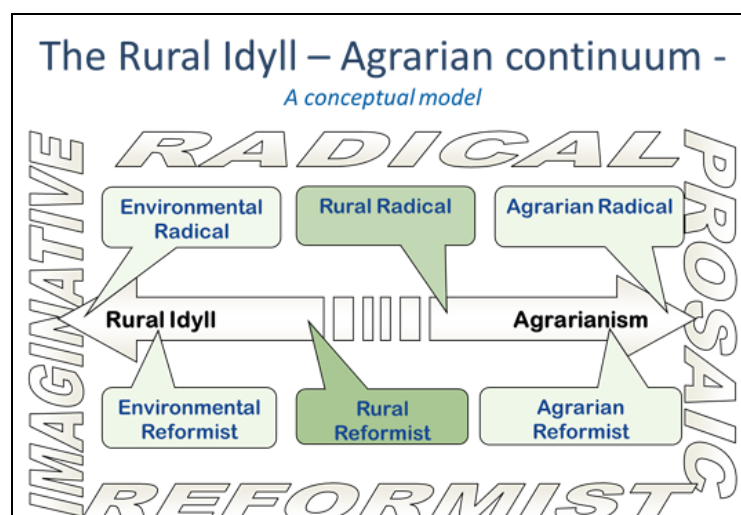 The Rural Idyll – Agrarian continuum -
A conceptual model
RADICAL
IMAGINATIVE
PROSAIC
Environmental
Radical
Rural Radical
Agrarian Radical
Rural Idyll
Agrarianism
Environmental
Reformist
Rural
Reformist
Agrarian
Reformist
REFORMIST